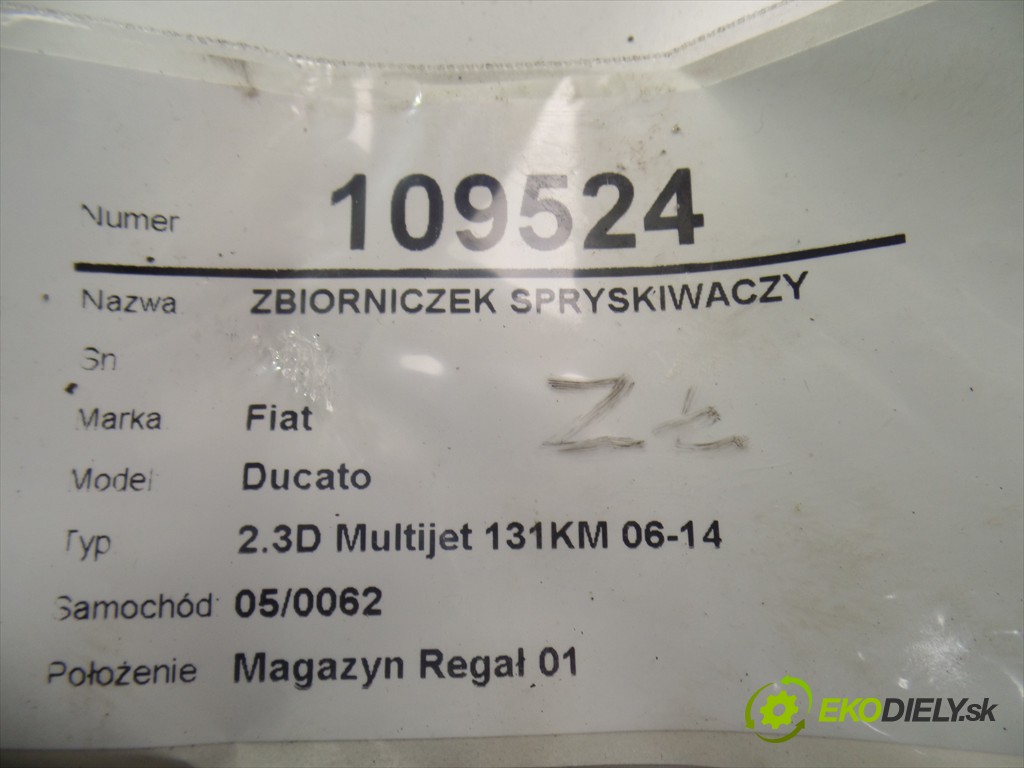 Numer 109524
Nazwa ZBIORNICZEK SPRYSKIWACZY
Sn
ZŁ
Marka Fiat
Model Ducato
Typ 2.3D Multijet 131KM 06-14
Samochód 05/0062
Położenie Magazyn Regał 01
EKODIELY.sk